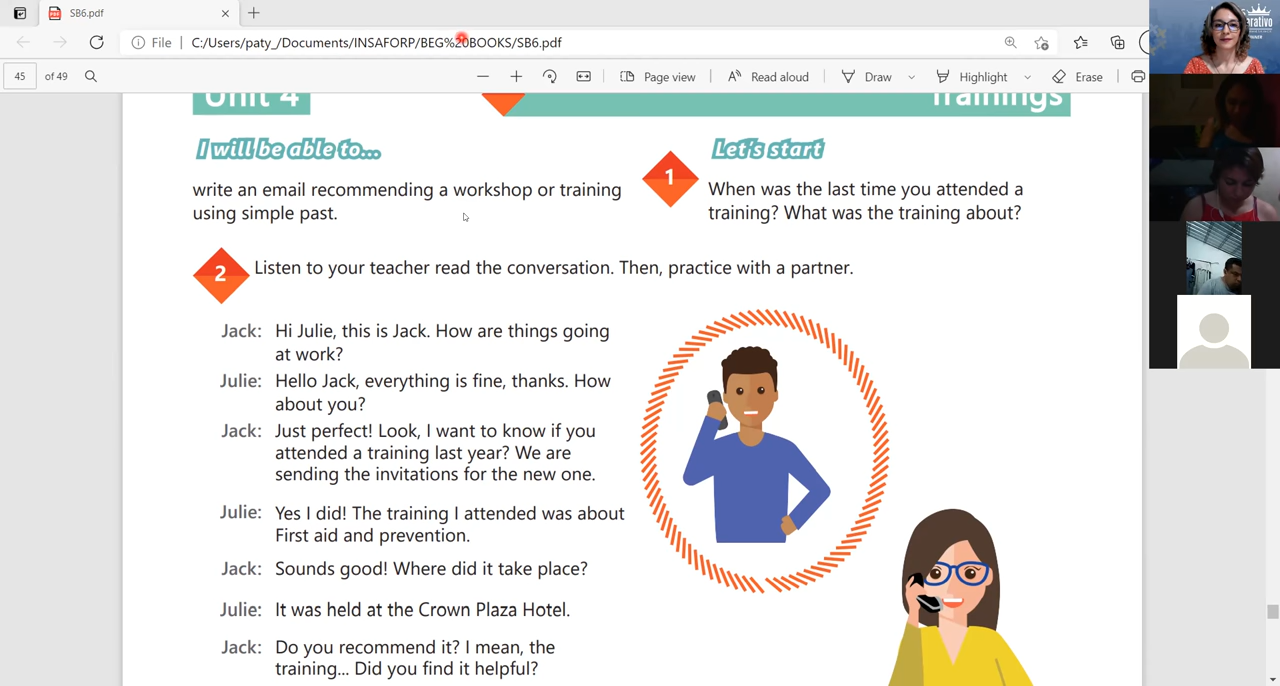 SB6.pdf
File C:/Users/paty_/Documents/INSAFORP/BEG%20BOOKS/SB6.pdf
45 of 49
Page view
Read aloud
Draw
Highlight
Erase
Unit 4
Trainings
I will be able to...
write an email recommending a workshop or training
using simple past.
Let's start
1
When was the last time you attended a
training? What was the training about?
2
Listen to your teacher read the conversation. Then, practice with a partner.
Jack: Hi Julie, this is Jack. How are things going
at work?
Julie: Hello Jack, everything is fine, thanks. How
about you?
Jack: Just perfect! Look, I want to know if you
attended a training last year? We are
sending the invitations for the new one.
Julie: Yes I did! The training I attended was about
First aid and prevention.
Jack: Sounds good! Where did it take place?
Julie: It was held at the Crown Plaza Hotel.
Jack: Do you recommend it? I mean, the
training... Did you find it helpful?